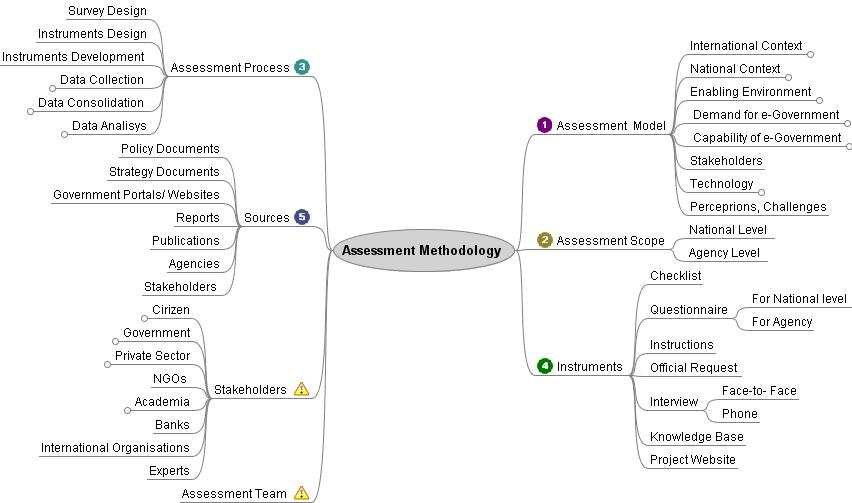 Assessment Methodology
1 Assessment Model
International Context
National Context
Enabling Environment
Demand for e-Government
Capability of e-Government
Stakeholders
Technology
Perceprions, Challenges
2 Assessment Scope
National Level
Agency Level
4 Instruments
Checklist
Questionnaire
For National level
For Agency
Instructions
Official Request
Interview
Face-to- Face
Phone
Knowledge Base
Project Website
Assessment Process 3
Survey Design
Instruments Design
Instruments Development
Data Collection
Data Consolidation
Data Analisys
Sources 5
Policy Documents
Strategy Documents
Government Portals/ Websites
Reports
Publications
Agencies
Stakeholders
Stakeholders
Cirizen
Government
Private Sector
NGOs
Academia
Banks
International Organisations
Experts
Assessment Team